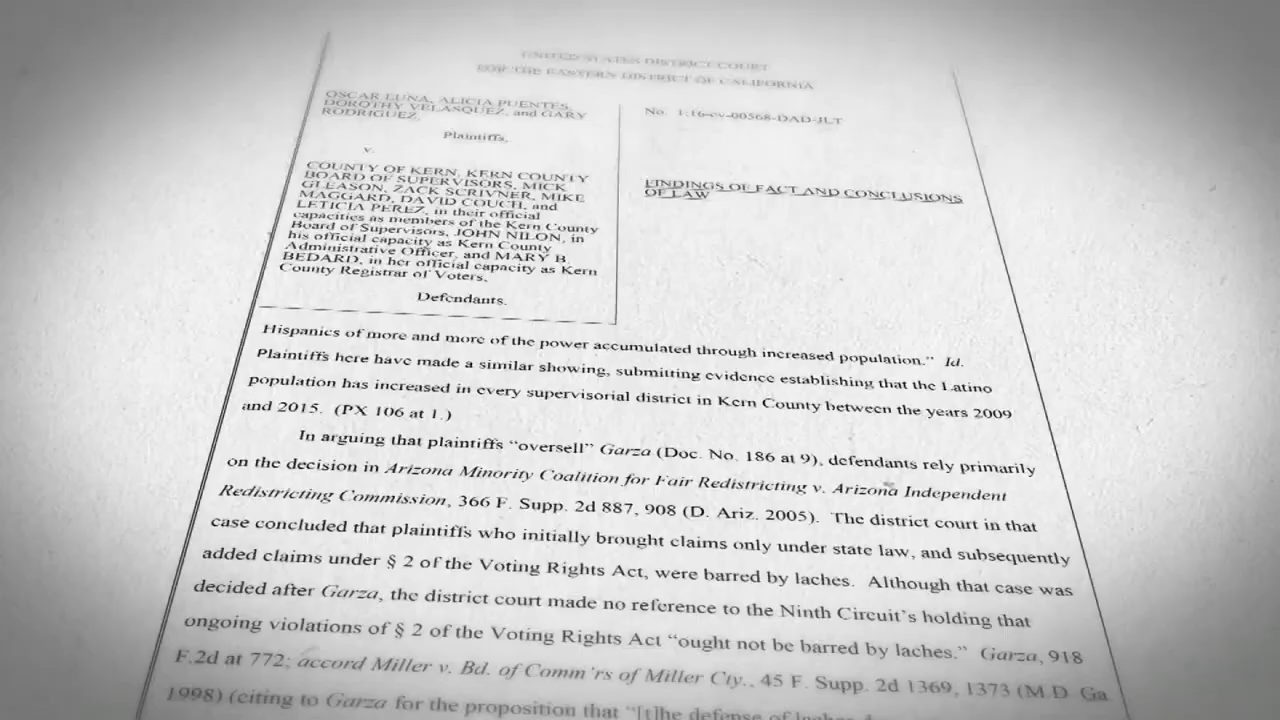 UNITED STATES DISTRICT COURT
FOR THE EASTERN DISTRICT OF CALIFORNIA
OSCAR LUNA, ALICIA PUENTES,
DOROTHY VELASQUEZ, and GARY
RODRIGUEZ,
Plaintiffs,
v.
COUNTY OF KERN, KERN COUNTY
BOARD OF SUPERVISORS, MICK
GLEASON, ZACK SCRIVNER, MIKE
MAGGARD, DAVID COUCH, and
LETICIA PEREZ, in their official
capacities as members of the Kern County
Board of Supervisors, JOHN NILON, in
his official capacity as Kern County
Administrative Officer, and MARY B.
BEDARD, in her official capacity as Kern
County Registrar of Voters,
Defendants.
No. 1:16-cv-00568-DAD-JLT
FINDINGS OF FACT AND CONCLUSIONS
OF LAW
Hispanics of more and more of the power accumulated through increased population.” Id.
Plaintiffs here have made a similar showing, submitting evidence establishing that the Latino
population has increased in every supervisorial district in Kern County between the years 2009
and 2015. (PX 106 at 1.)
In arguing that plaintiffs “oversell” Garza (Doc. No. 186 at 9), defendants rely primarily
on the decision in Arizona Minority Coalition for Fair Redistricting v. Arizona Independent
Redistricting Commission, 366 F. Supp. 2d 887, 908 (D. Ariz. 2005). The district court in that
case concluded that plaintiffs who initially brought claims only under state law, and subsequently
added claims under § 2 of the Voting Rights Act, were barred by laches. Although that case was
decided after Garza, the district court made no reference to the Ninth Circuit’s holding that
ongoing violations of § 2 of the Voting Rights Act “ought not be barred by laches.” Garza, 918
F.2d at 772; accord Miller v. Bd. of Comm’rs of Miller Cty., 45 F. Supp. 2d 1369, 1373 (M.D. Ga.
1998) (citing to Garza for the proposition that “[t]he defense of laches